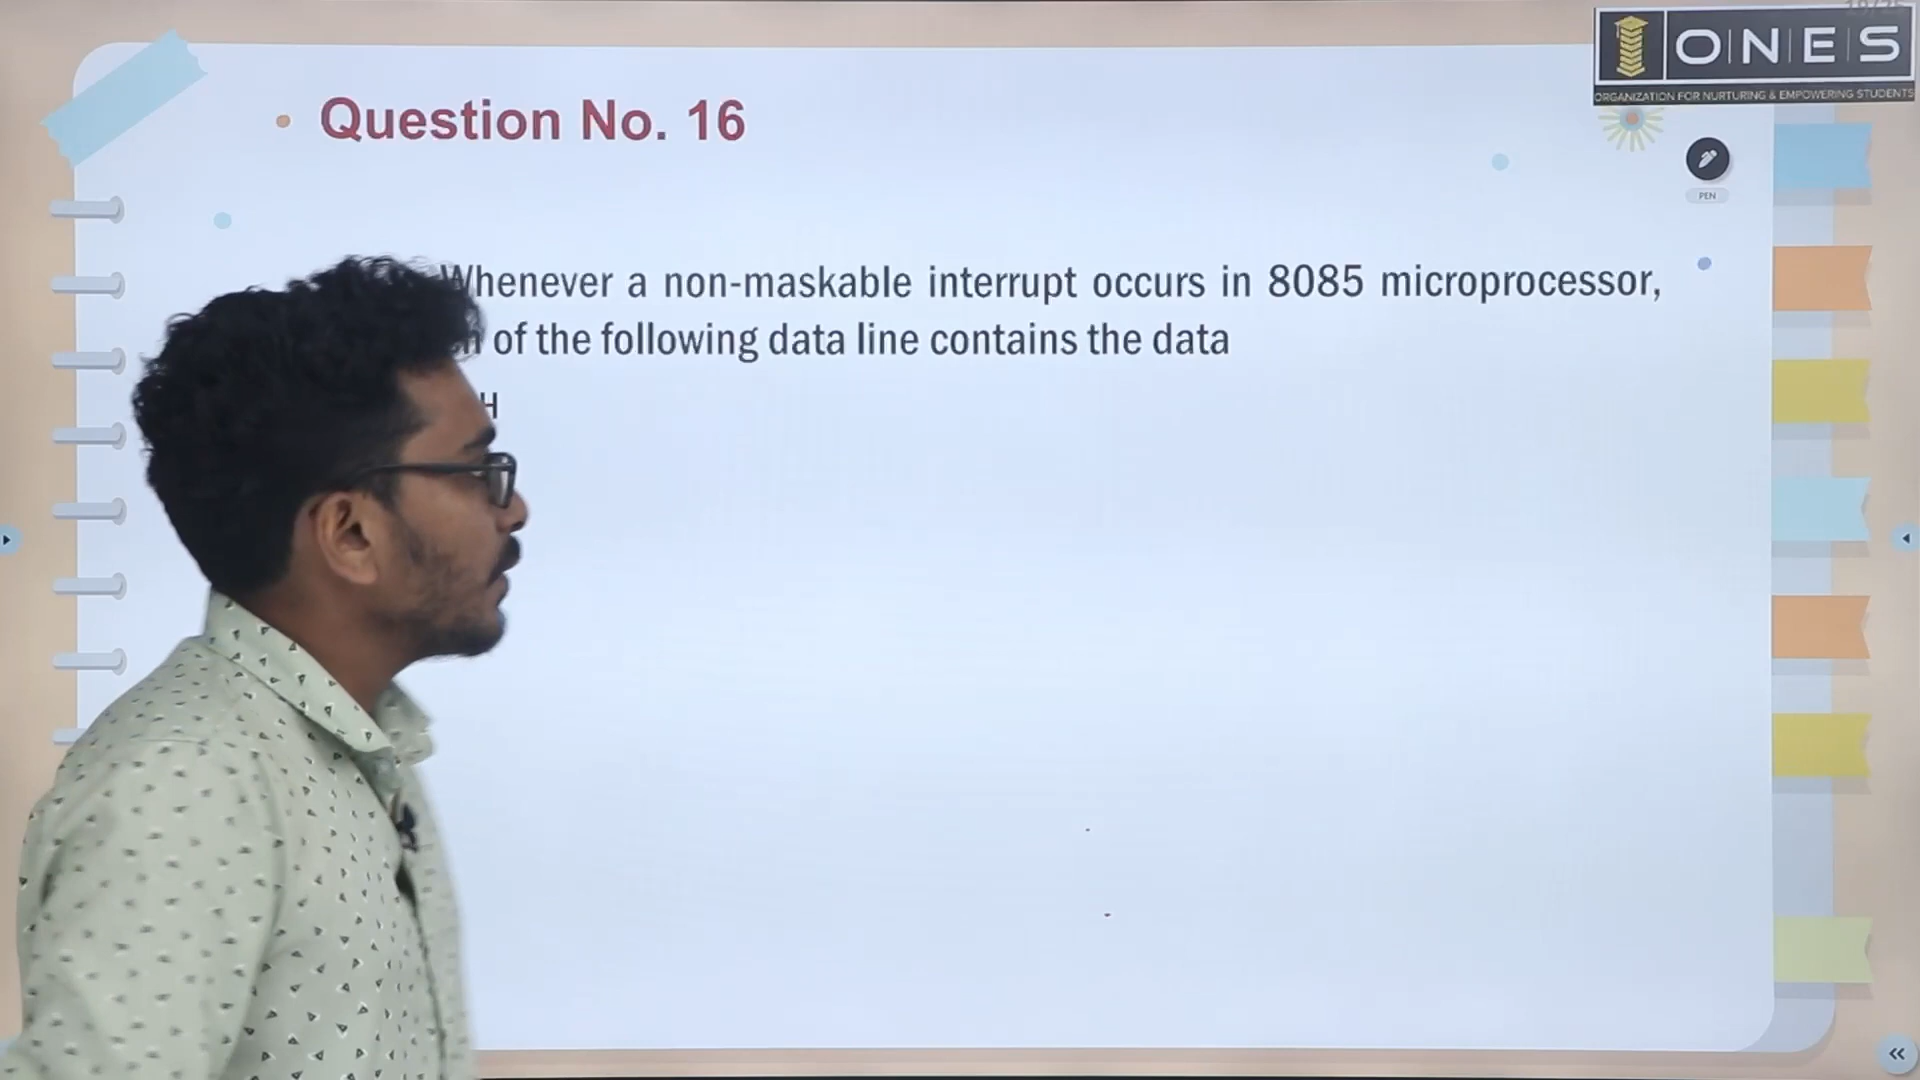 ONES
ORGANIZATION FOR NURTURING & EMPOWERING STUDENTS
• Question No. 16
PEN
Whenever a non-maskable interrupt occurs in 8085 microprocessor,
of the following data line contains the data
H